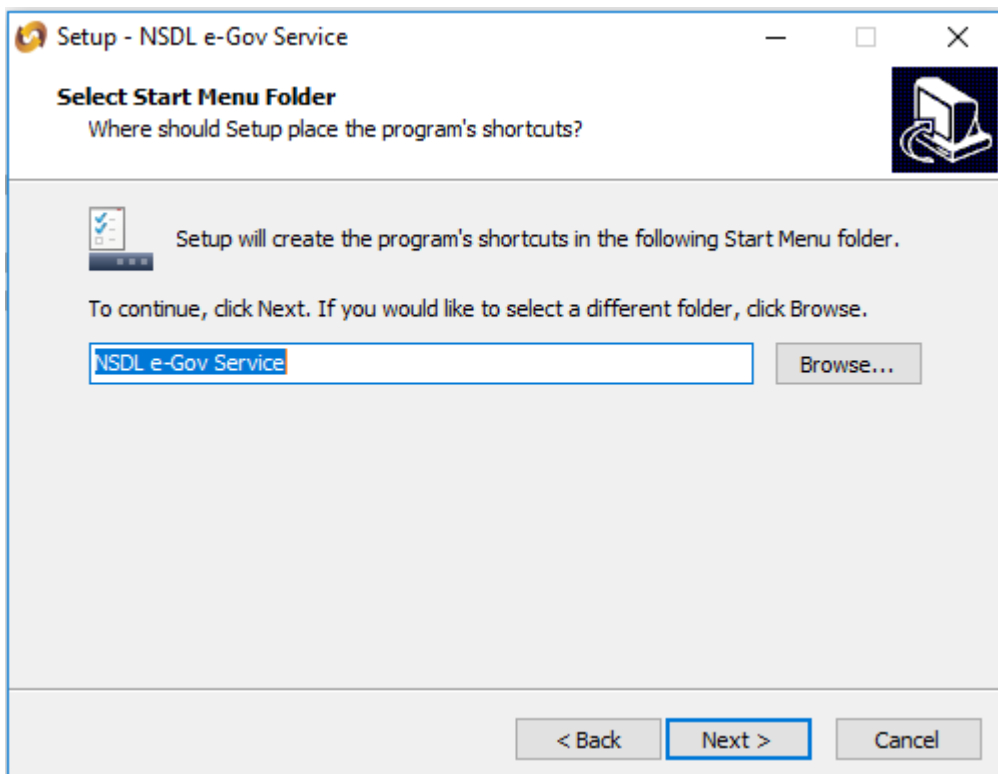 Setup - NSDL e-Gov Service
Select Start Menu Folder
Where should Setup place the program's shortcuts?
Setup will create the program's shortcuts in the following Start Menu folder.
To continue, click Next. If you would like to select a different folder, click Browse.
NSDL e-Gov Service
Browse...
< Back
Next >
Cancel